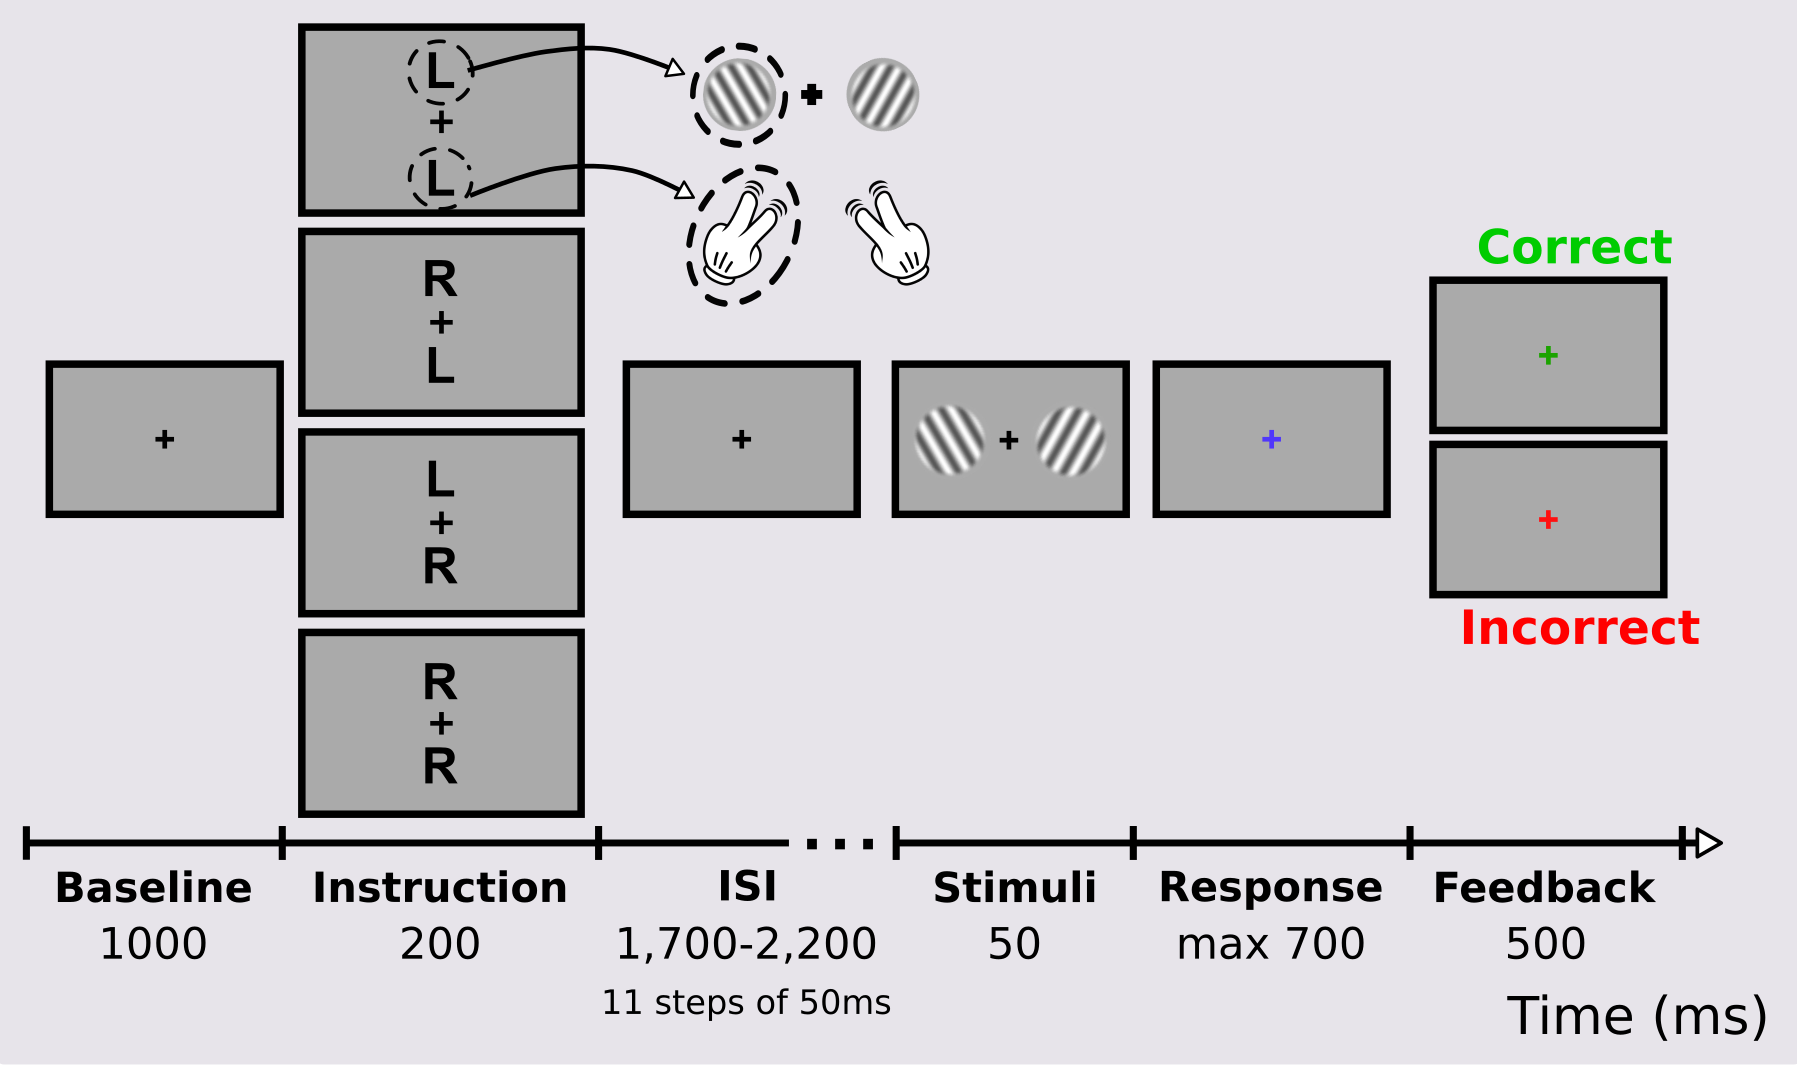 L
+
L
R
+
L
L
+
R
R
+
R
Correct
Incorrect
Baseline
1000
Instruction
200
ISI
1,700-2,200
11 steps of 50ms
Stimuli
50
Response
max 700
Feedback
500
Time (ms)